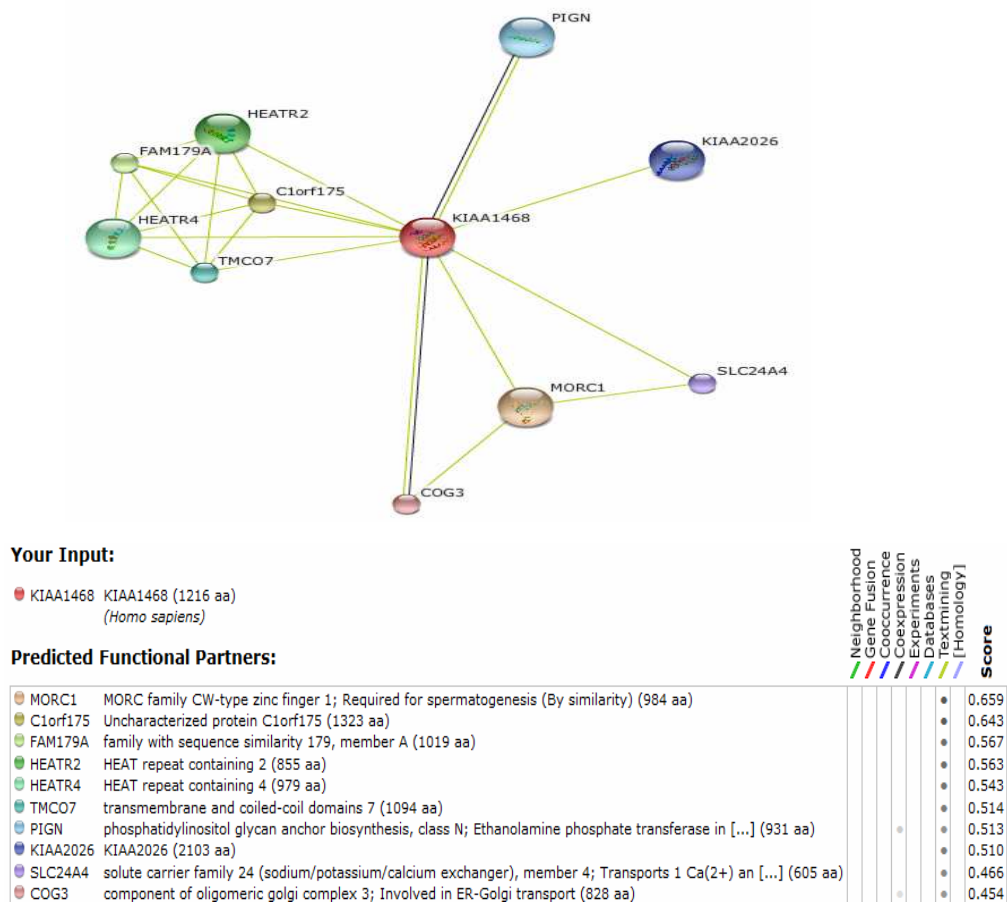 PIGN
HEATR2
KIAA2026
FAM179A
C1orf175
KIAA1468
HEATR4
TMCO7
SLC24A4
MORC1
COG3
Your Input:
KIAA1468 KIAA1468 (1216 aa)
(Homo sapiens)
Neighborhood
Gene Fusion
Cooccurrence
Coexpression
Experiments
Databases
Textmining
[Homology]
Score
Predicted Functional Partners:
MORC1 MORC family CW-type zinc finger 1; Required for spermatogenesis (By similarity) (984 aa) 0.659
C1orf175 Uncharacterized protein C1orf175 (1323 aa) 0.643
FAM179A family with sequence similarity 179, member A (1019 aa) 0.567
HEATR2 HEAT repeat containing 2 (855 aa) 0.563
HEATR4 HEAT repeat containing 4 (979 aa) 0.543
TMCO7 transmembrane and coiled-coil domains 7 (1094 aa) 0.514
PIGN phosphatidylinositol glycan anchor biosynthesis, class N; Ethanolamine phosphate transferase in [...] (931 aa) 0.513
KIAA2026 KIAA2026 (2103 aa) 0.510
SLC24A4 solute carrier family 24 (sodium/potassium/calcium exchanger), member 4; Transports 1 Ca(2+) an [...] (605 aa) 0.466
COG3 component of oligomeric golgi complex 3; Involved in ER-Golgi transport (828 aa) 0.454